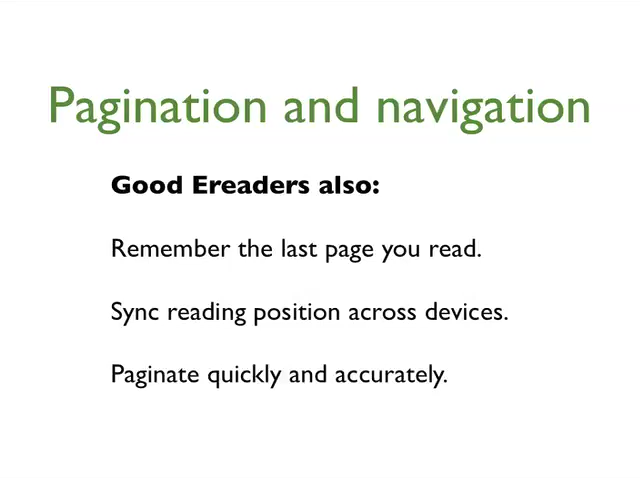 Pagination and navigation
Good Ereaders also:
Remember the last page you read.
Sync reading position across devices.
Paginate quickly and accurately.